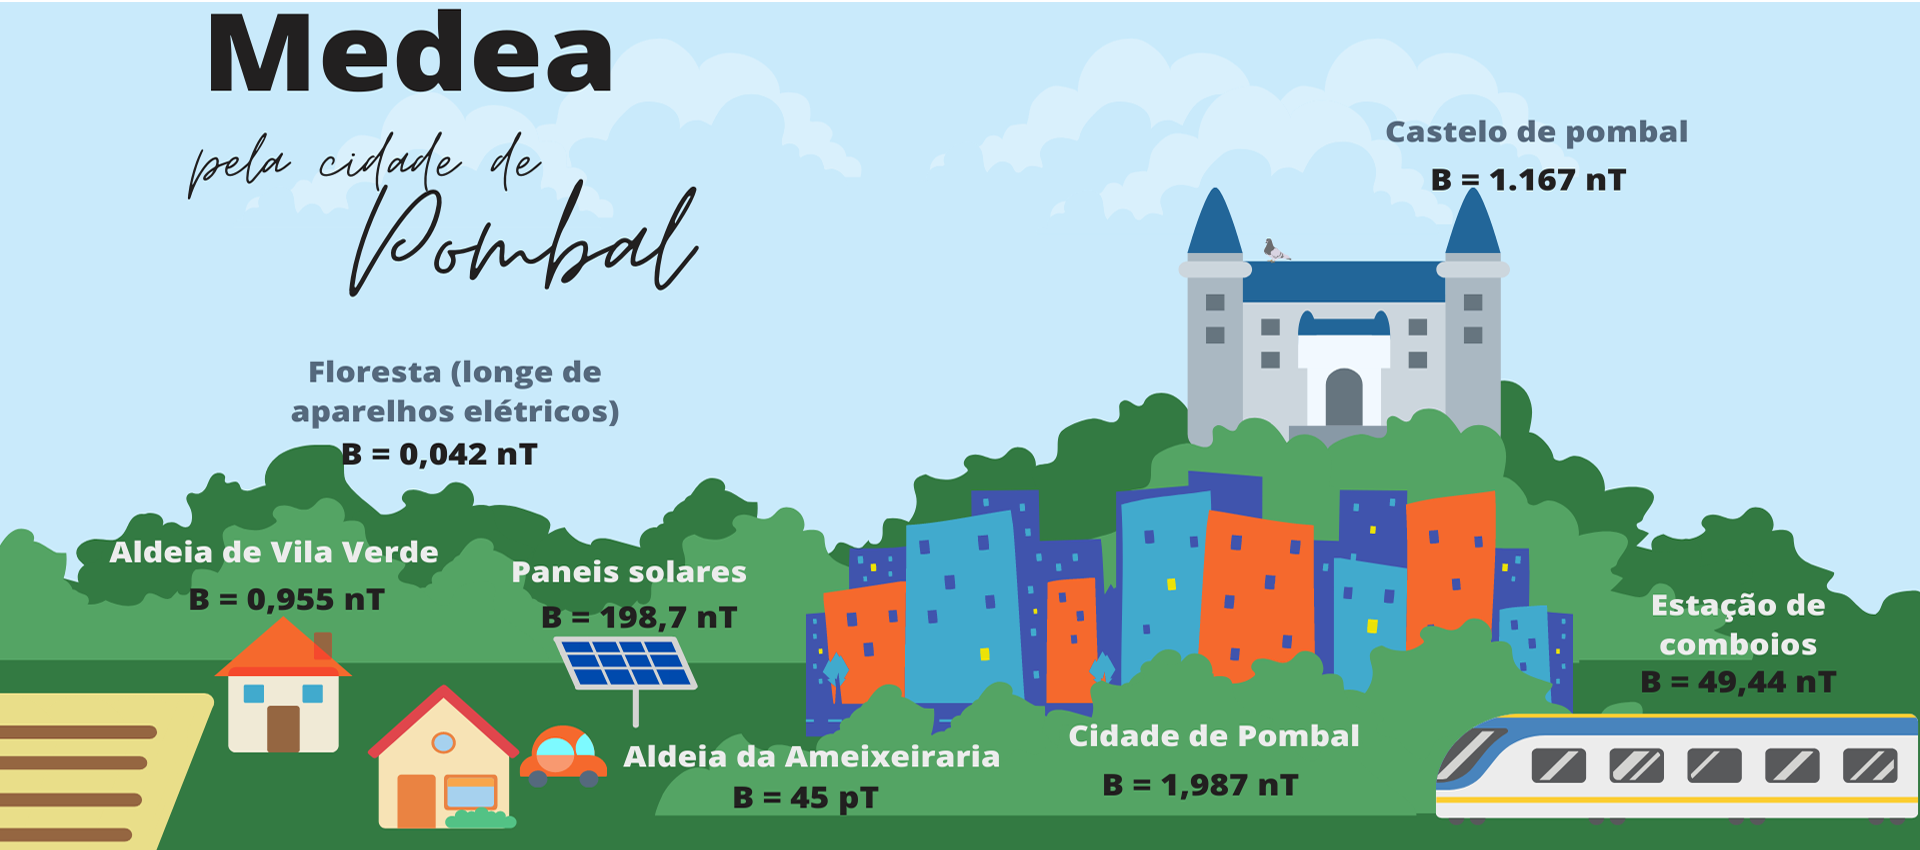 Medea
pela cidade de
Pombal
Castelo de pombal
B = 1.167 nT
Floresta (longe de
aparelhos elétricos)
B = 0,042 nT
Aldeia de Vila Verde
B = 0,955 nT
Paneis solares
B = 198,7 nT
Estação de
comboios
B = 49,44 nT
Aldeia da Ameixeiraria
B = 45 pT
Cidade de Pombal
B = 1,987 nT